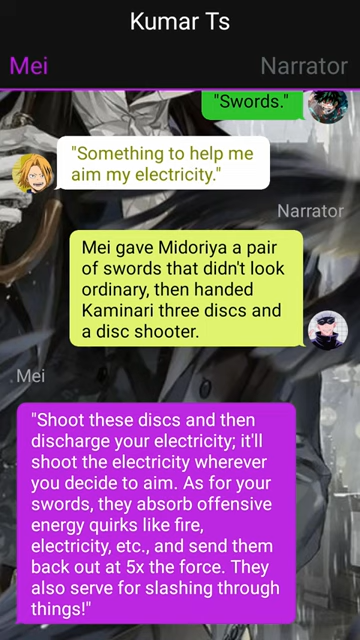 Kumar Ts
Mei
Narrator
"Swords."
"Something to help me
aim my electricity."
Narrator
Mei gave Midoriya a pair
of swords that didn't look
ordinary, then handed
Kaminari three discs and
a disc shooter.
Mei
"Shoot these discs and then
discharge your electricity; it'll
shoot the electricity wherever
you decide to aim. As for your
swords, they absorb offensive
energy quirks like fire,
electricity, etc., and send them
back out at 5x the force. They
also serve for slashing through
things!"